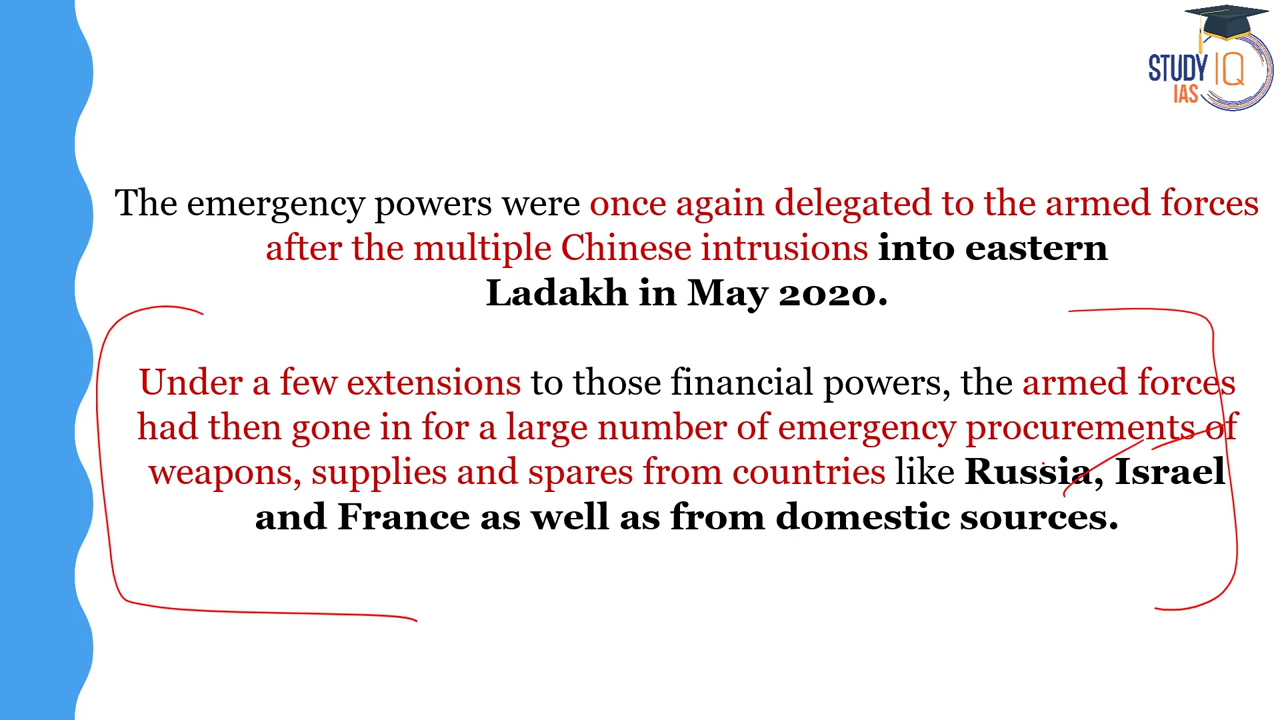 STUDY IQ
IAS
The emergency powers were once again delegated to the armed forces
after the multiple Chinese intrusions into eastern
Ladakh in May 2020.
Under a few extensions to those financial powers, the armed forces
had then gone in for a large number of emergency procurements of
weapons, supplies and spares from countries like Russia, Israel
and France as well as from domestic sources.